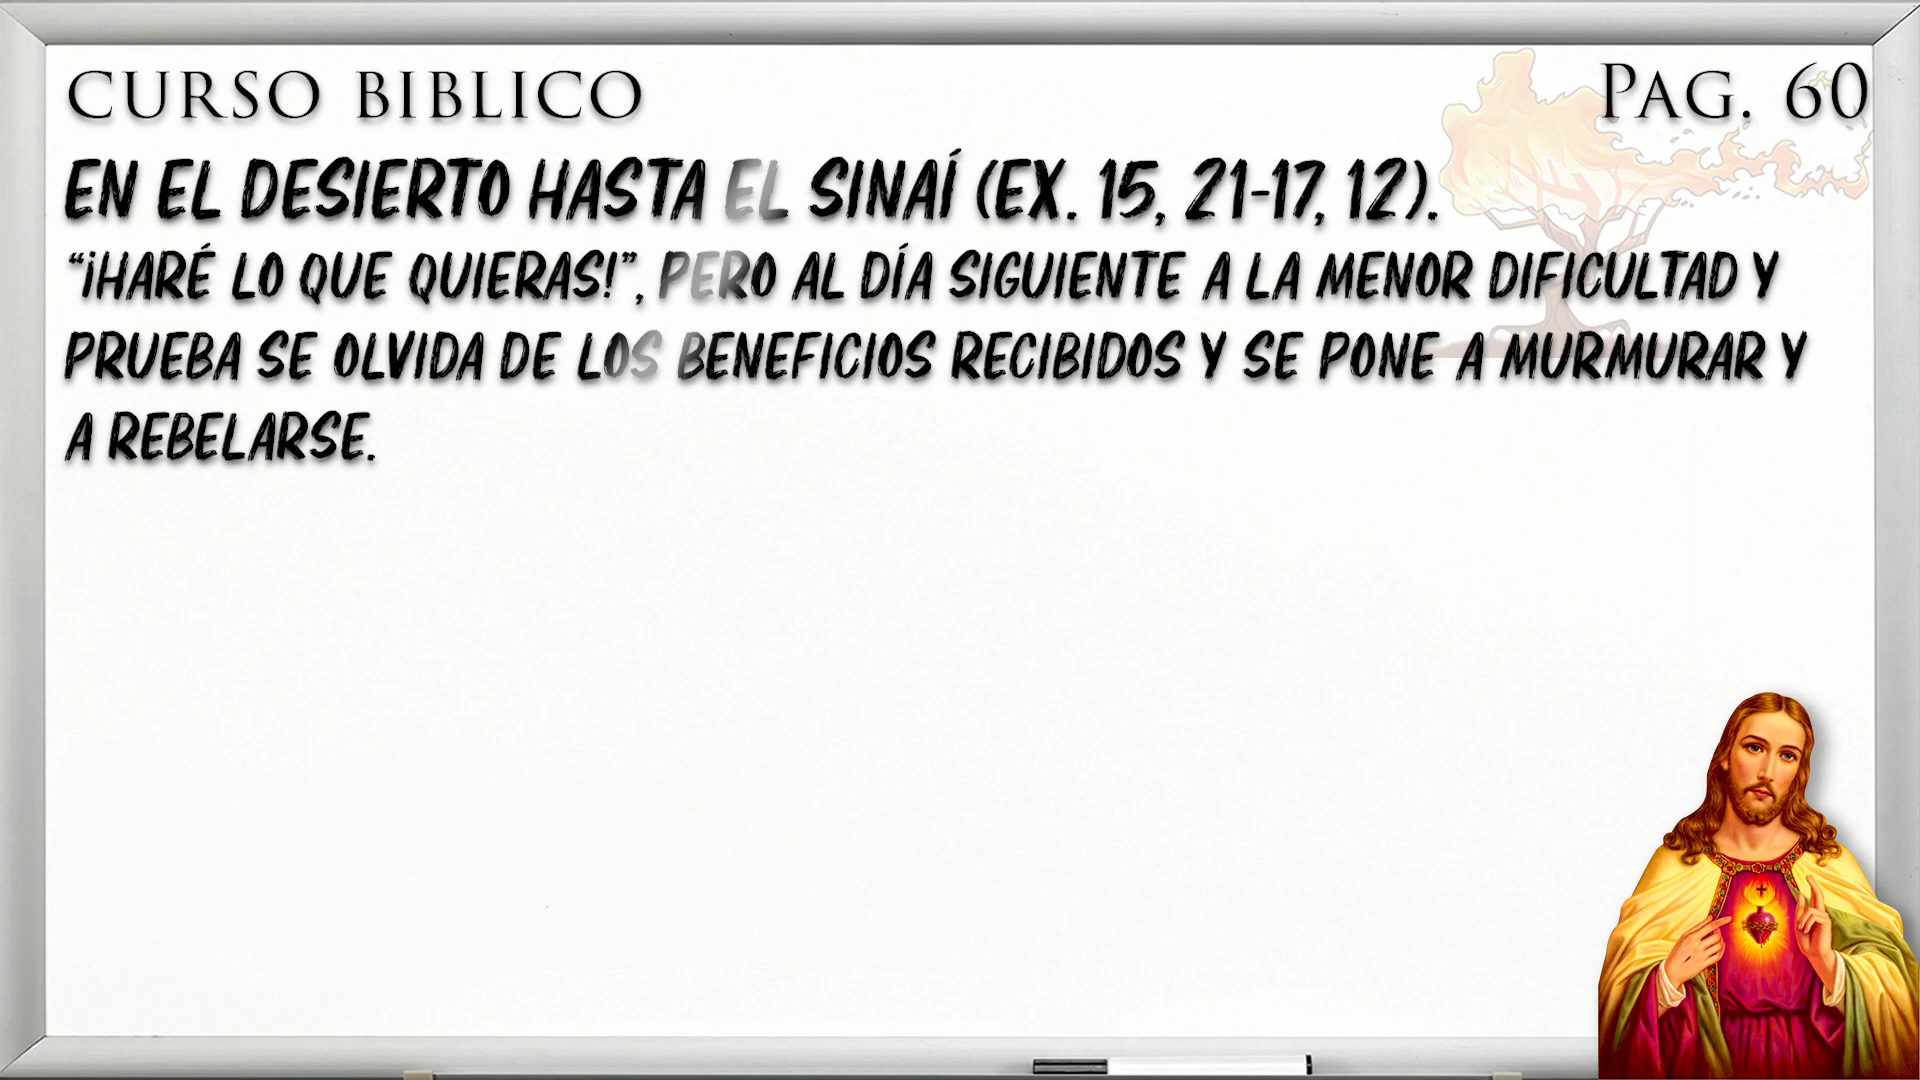 CURSO BIBLICO
PAG. 60
EN EL DESIERTO HASTA EL SINAÍ (EX. 15, 21-17, 12).
“¡HARÉ LO QUE QUIERAS!”, PERO AL DÍA SIGUIENTE A LA MENOR DIFICULTAD Y
PRUEBA SE OLVIDA DE LOS BENEFICIOS RECIBIDOS Y SE PONE A MURMURAR Y
A REBELARSE.